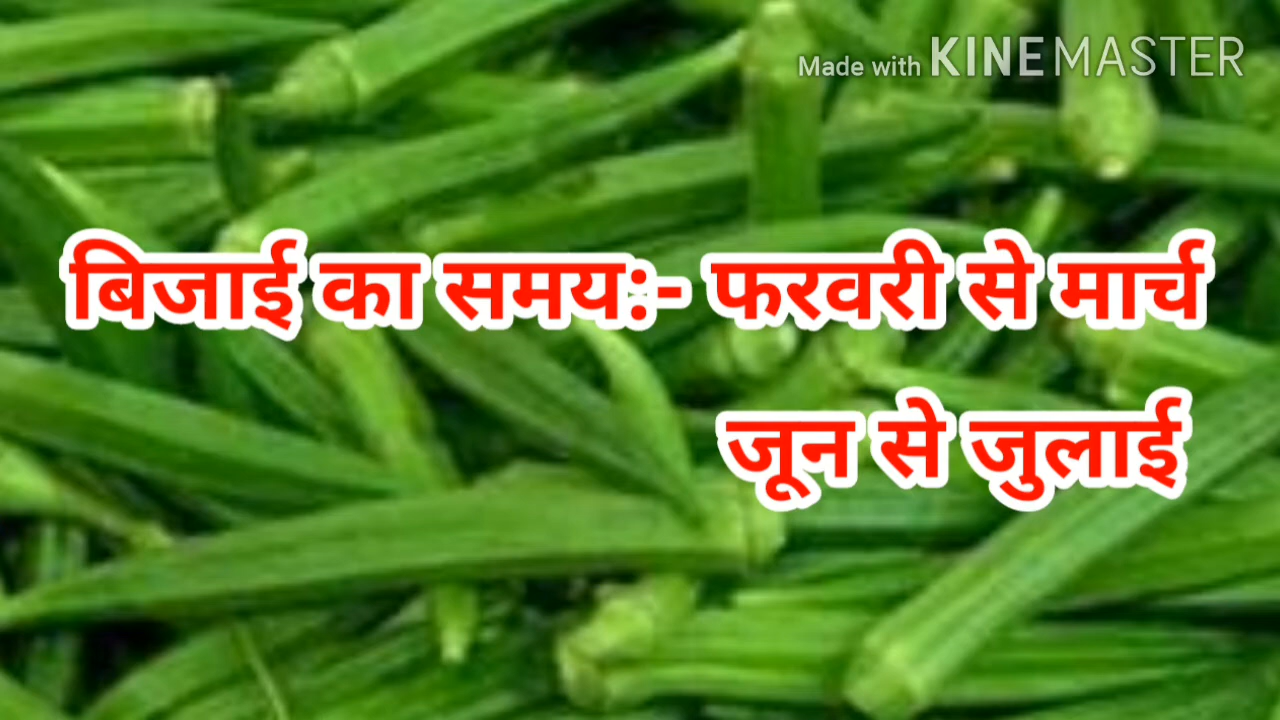 Made with KINEMASTER
बिजाई का समय:- फरवरी से मार्च
जून से जुलाई